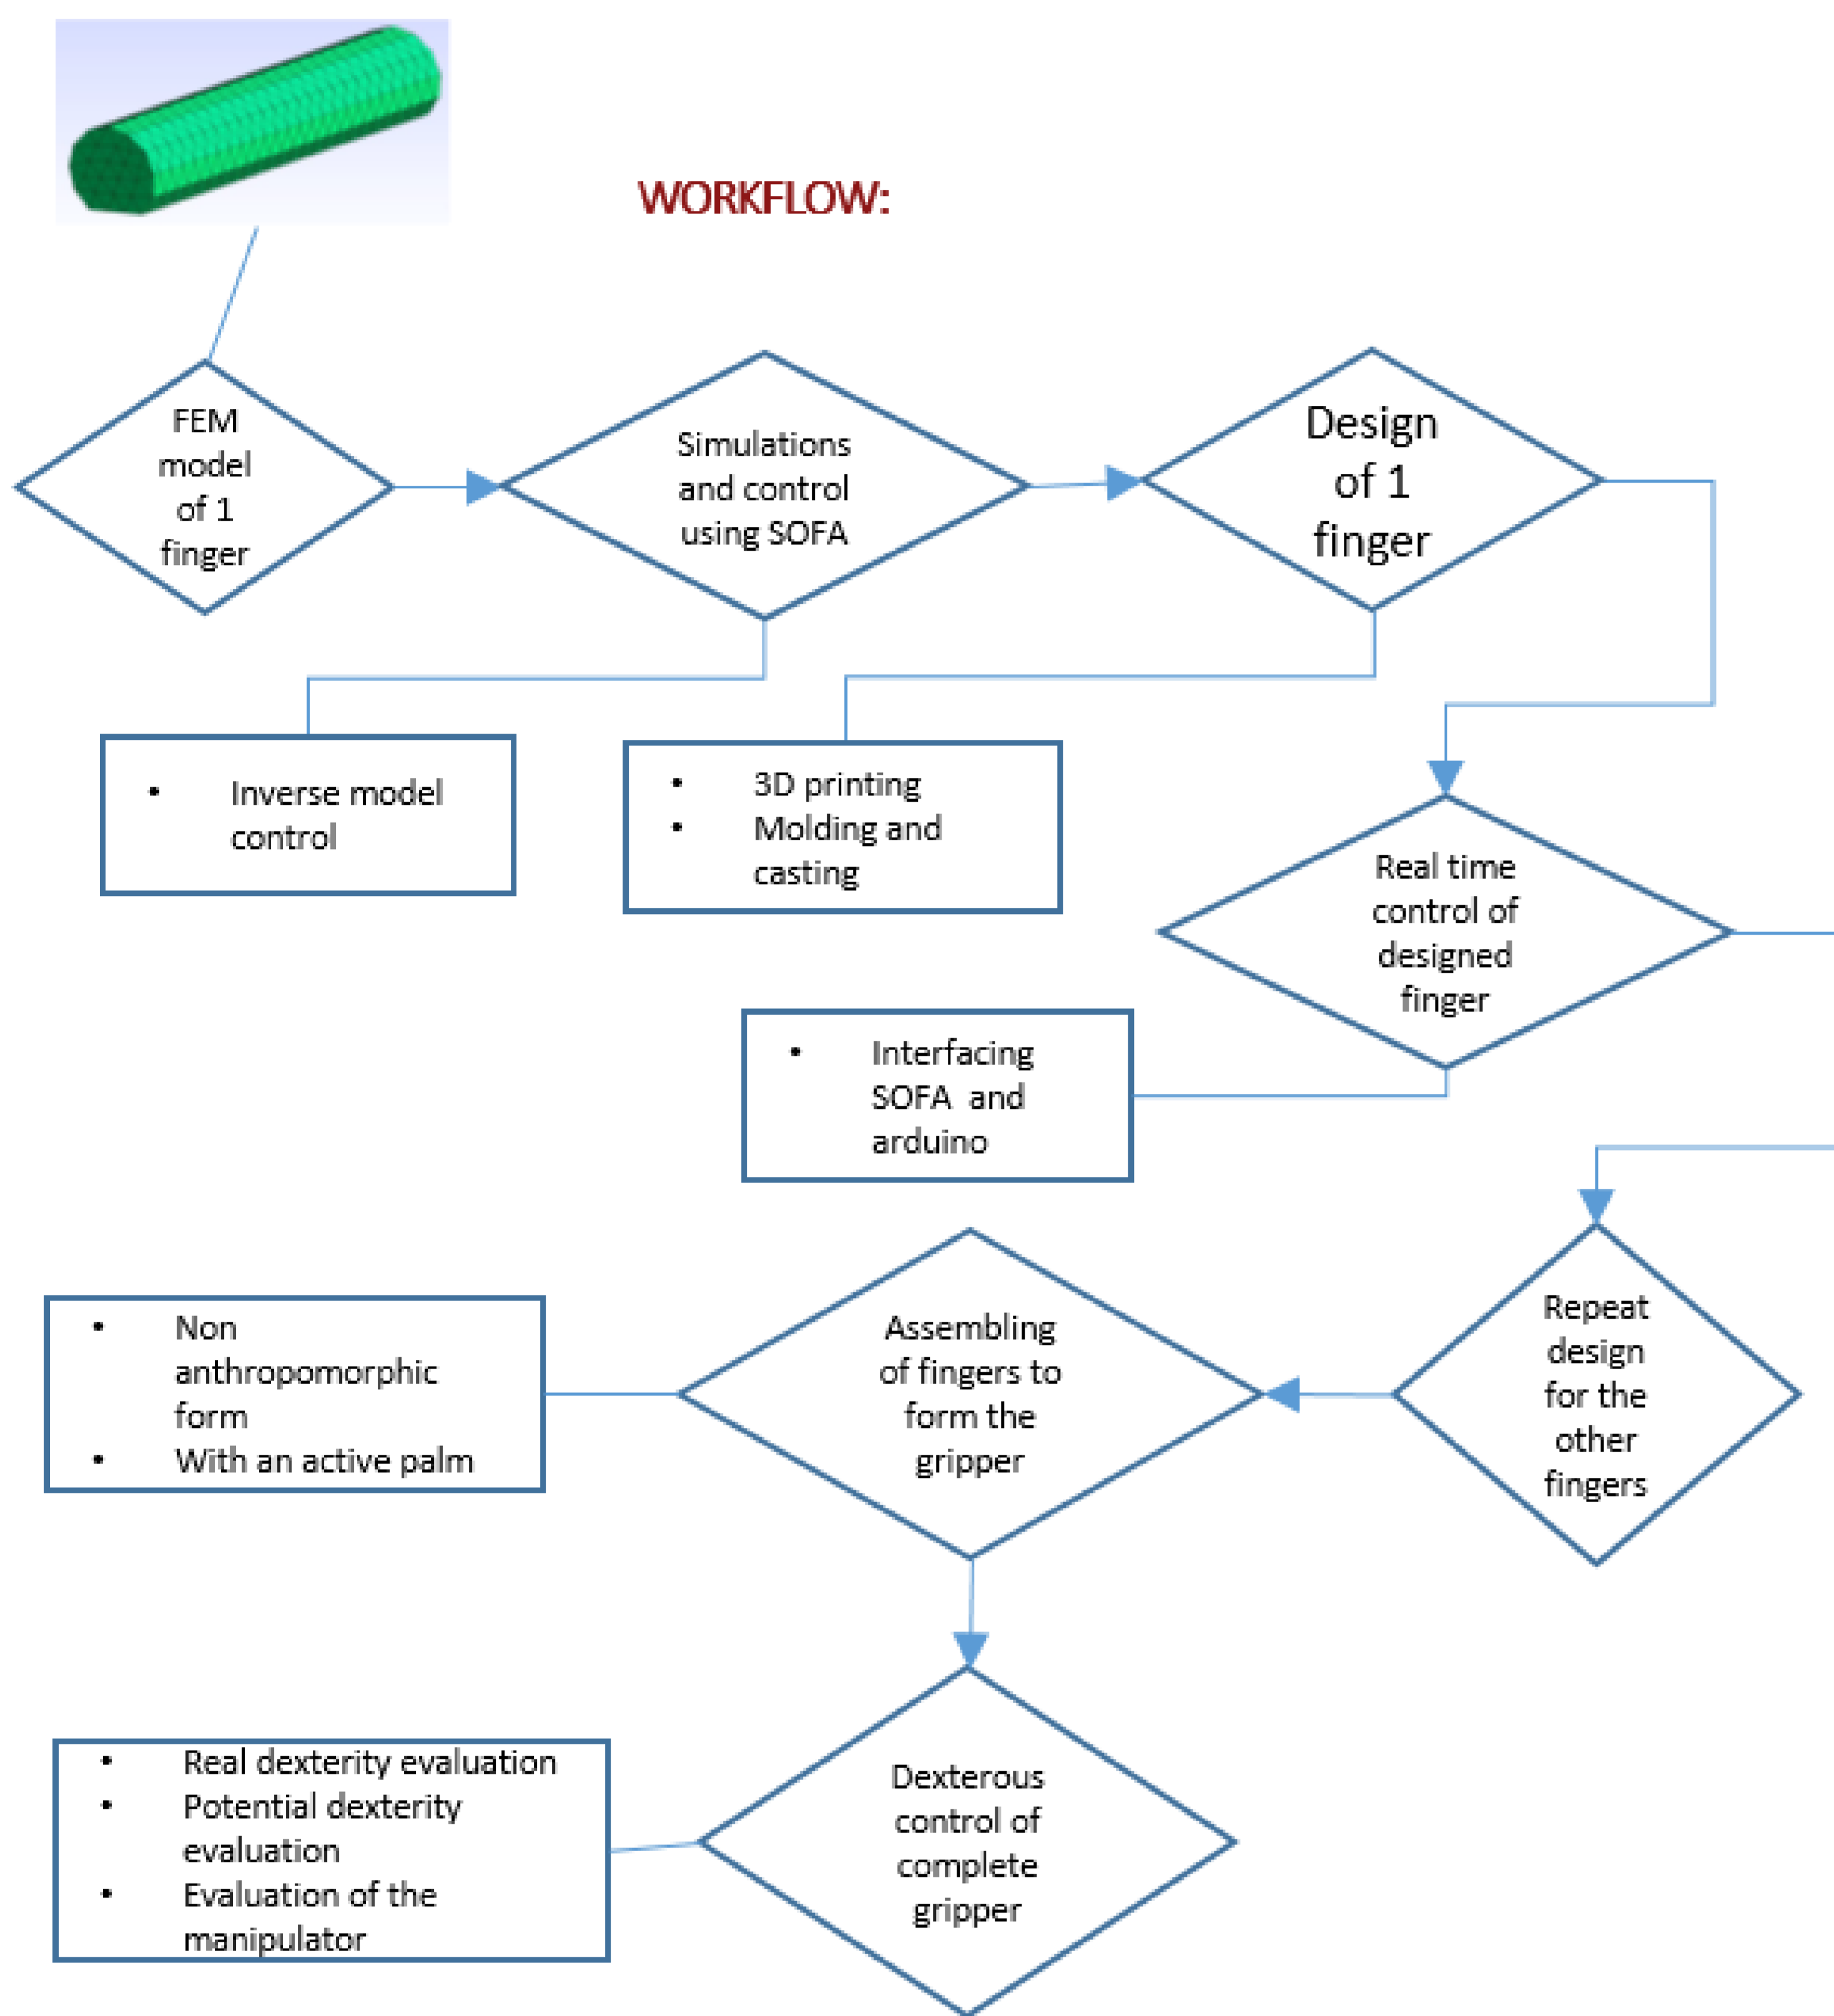 WORKFLOW:
FEM
model
of 1
finger
Simulations
and control
using SOFA
Design
of 1
finger
• Inverse model
control
• 3D printing
• Molding and
casting
Real time
control of
designed
finger
• Interfacing
SOFA and
arduino
Repeat
design
for the
other
fingers
Assembling
of fingers to
form the
gripper
• Non
anthropomorphic
form
• With an active palm
Dexterous
control of
complete
gripper
• Real dexterity evaluation
• Potential dexterity
evaluation
• Evaluation of the
manipulator